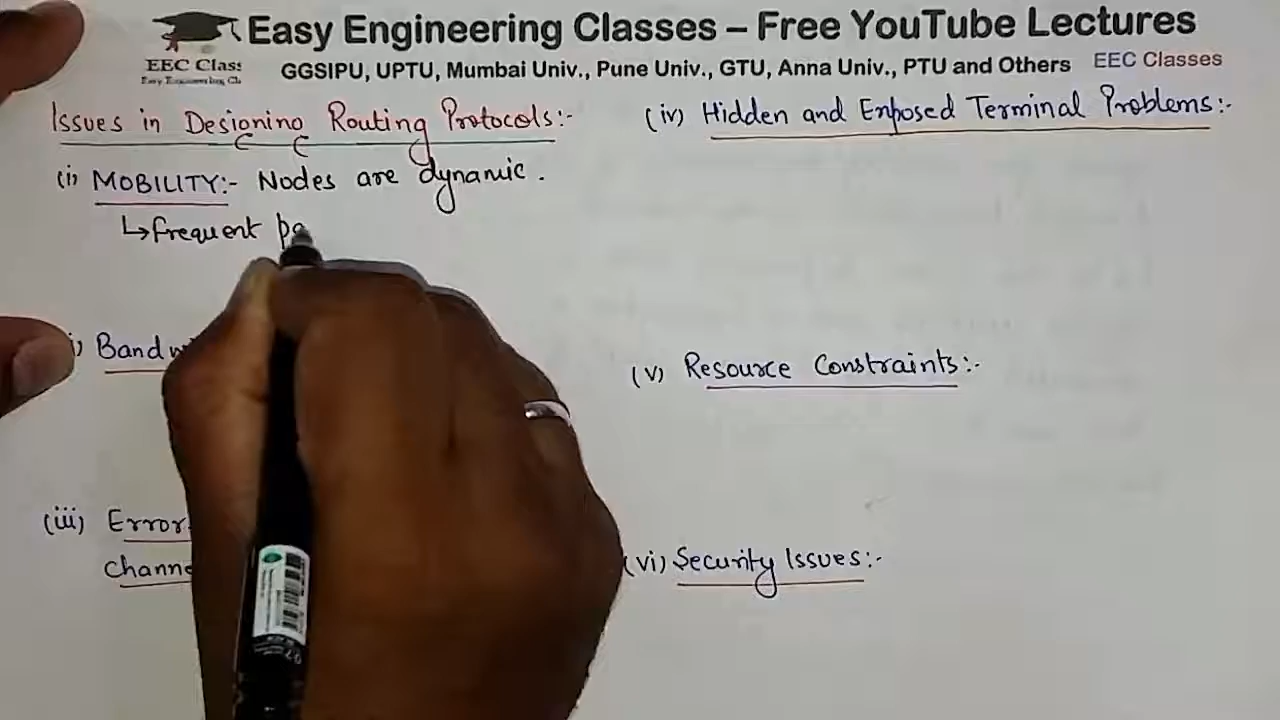 Easy Engineering Classes – Free YouTube Lectures
EEC Class
GGSIPU, UPTU, Mumbai Univ., Pune Univ., GTU, Anna Univ., PTU and Others
EEC Classes
Issues in Designing Routing Protocols:-
(i) MOBILITY:- Nodes are dynamic.
↳ Frequent
Band
(iii) Error
Channe
(iv) Hidden and Exposed Terminal Problems:-
(v) Resource Constraints:-
(vi) Security Issues:-